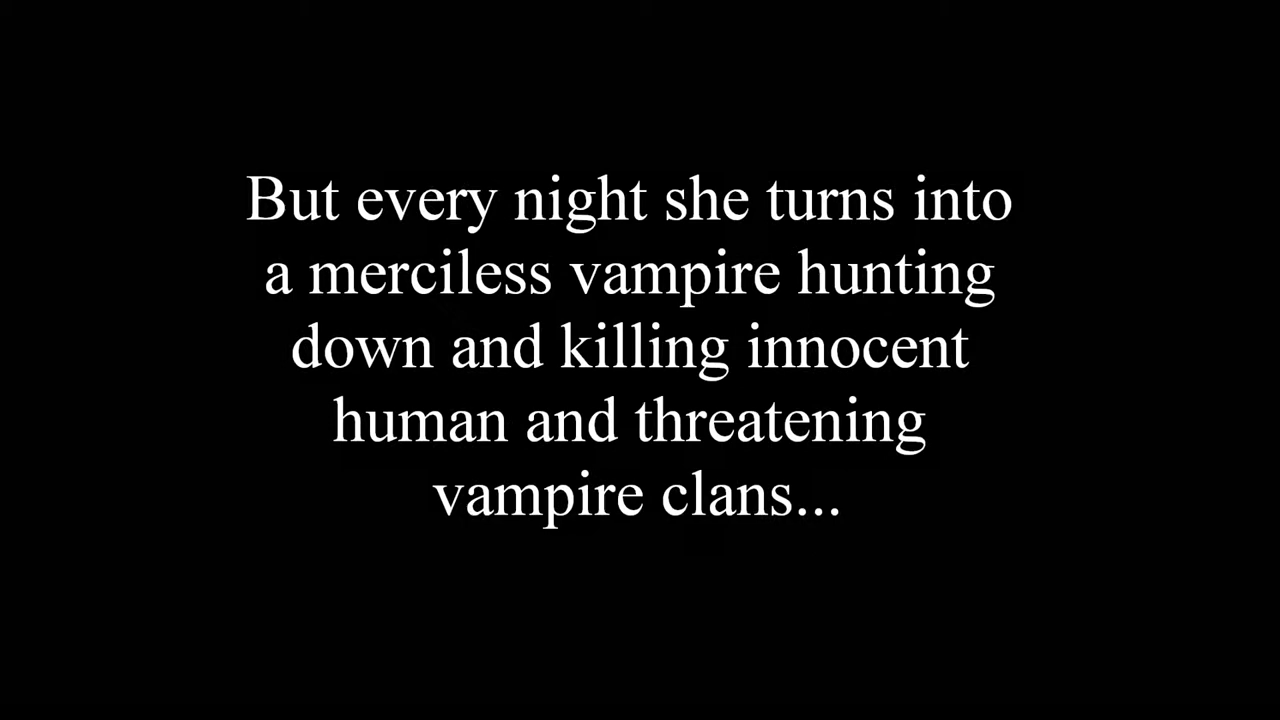 But every night she turns into
a merciless vampire hunting
down and killing innocent
human and threatening
vampire clans...